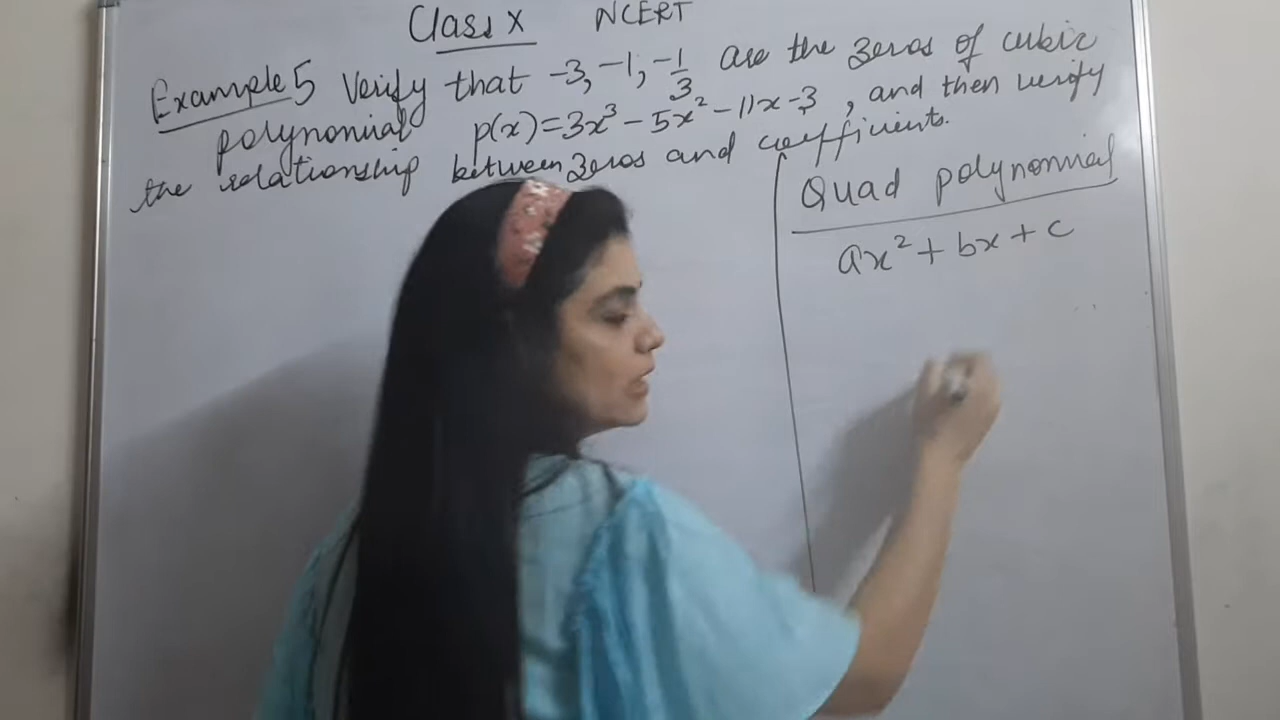 Class X NCERT
Example 5 Verify that -3, -1, -1/3 are the zeros of cubic
polynomial p(x)=3x³-5x²-11x-3, and then verify
the relationship between zeros and coefficients.
Quad polynomial
ax²+bx+c